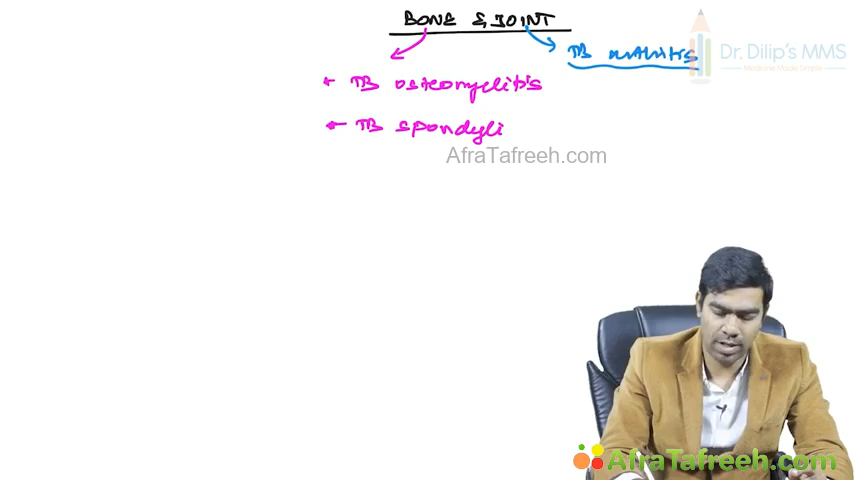 BONE & JOINT
TB arthritis
TB osteomyelitis
TB spondyli
Dr. Dilip's MMS
Medicine Made Simple
AfraTafreeh.com
AfraTafreeh.com